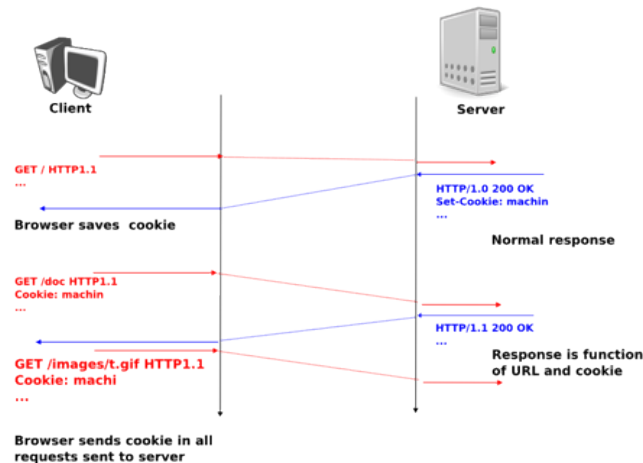 Client
Server
GET / HTTP1.1
...
HTTP/1.0 200 OK
Set-Cookie: machin
...
Browser saves cookie
Normal response
GET /doc HTTP1.1
Cookie: machin
...
HTTP/1.1 200 OK
...
GET /images/t.gif HTTP1.1
Cookie: machi
...
Response is function
of URL and cookie
Browser sends cookie in all
requests sent to server